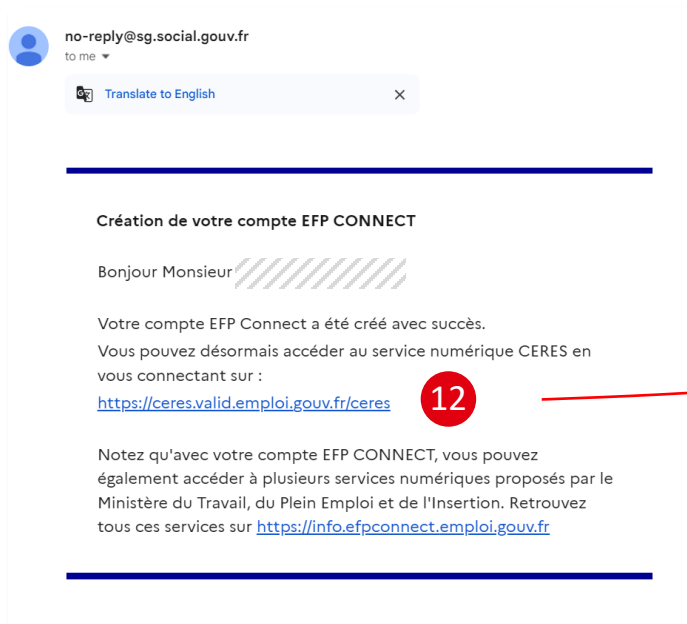 no-reply@sg.social.gouv.fr
to me
Translate to English
Création de votre compte EFP CONNECT
Bonjour Monsieur
Votre compte EFP Connect a été créé avec succès.
Vous pouvez désormais accéder au service numérique CERES en
vous connectant sur :
https://ceres.valid.emploi.gouv.fr/ceres
12
Notez qu'avec votre compte EFP CONNECT, vous pouvez
également accéder à plusieurs services numériques proposés par le
Ministère du Travail, du Plein Emploi et de l'Insertion. Retrouvez
tous ces services sur https://info.efpconnect.emploi.gouv.fr